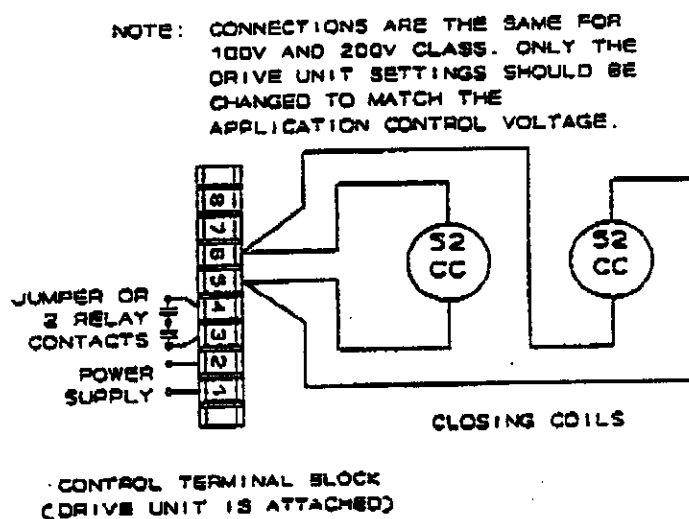 NOTE: CONNECTIONS ARE THE SAME FOR
100V AND 200V CLASS. ONLY THE
DRIVE UNIT SETTINGS SHOULD BE
CHANGED TO MATCH THE
APPLICATION CONTROL VOLTAGE.
8
7
6
5
4
3
2
1
JUMPER OR
2 RELAY
CONTACTS
POWER
SUPPLY
52
CC
52
CC
CLOSING COILS
CONTROL TERMINAL BLOCK
(DRIVE UNIT IS ATTACHED)